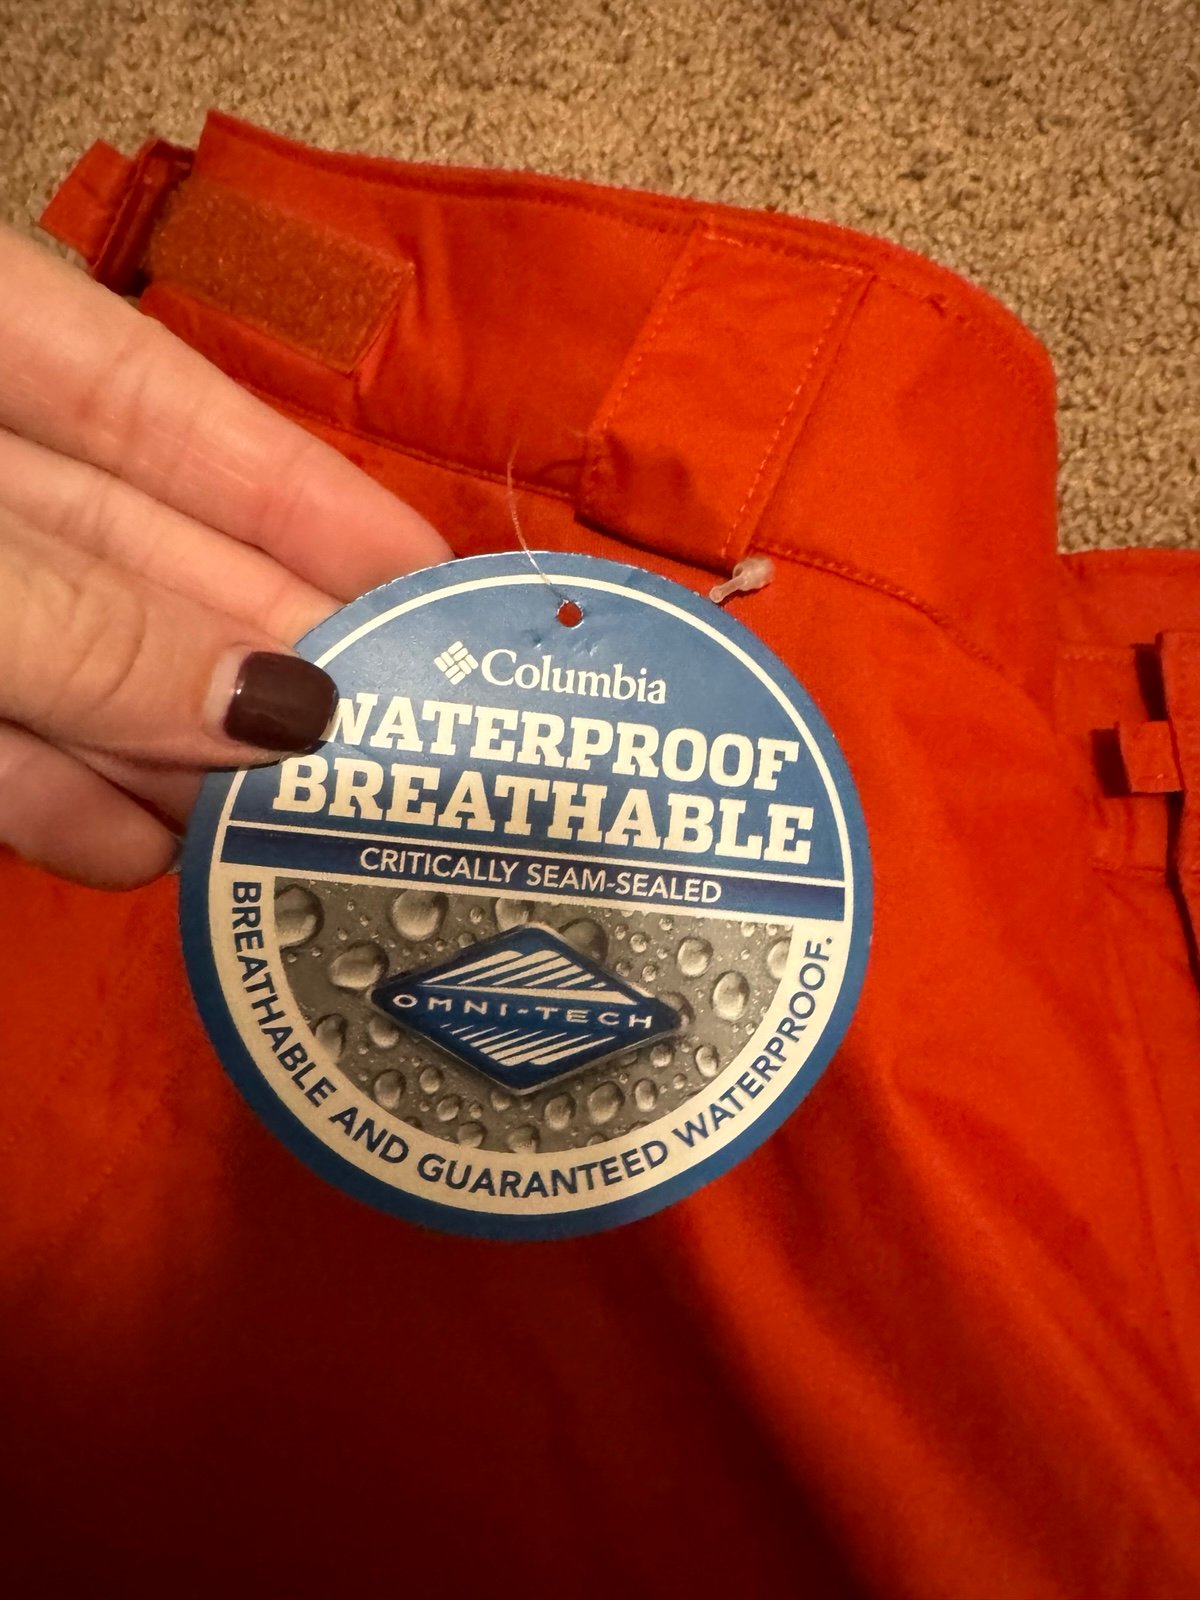 Columbia
WATERPROOF
BREATHABLE
CRITICALLY SEAM-SEALED
OMNI-TECH
BREATHABLE AND GUARANTEED WATERPROOF.